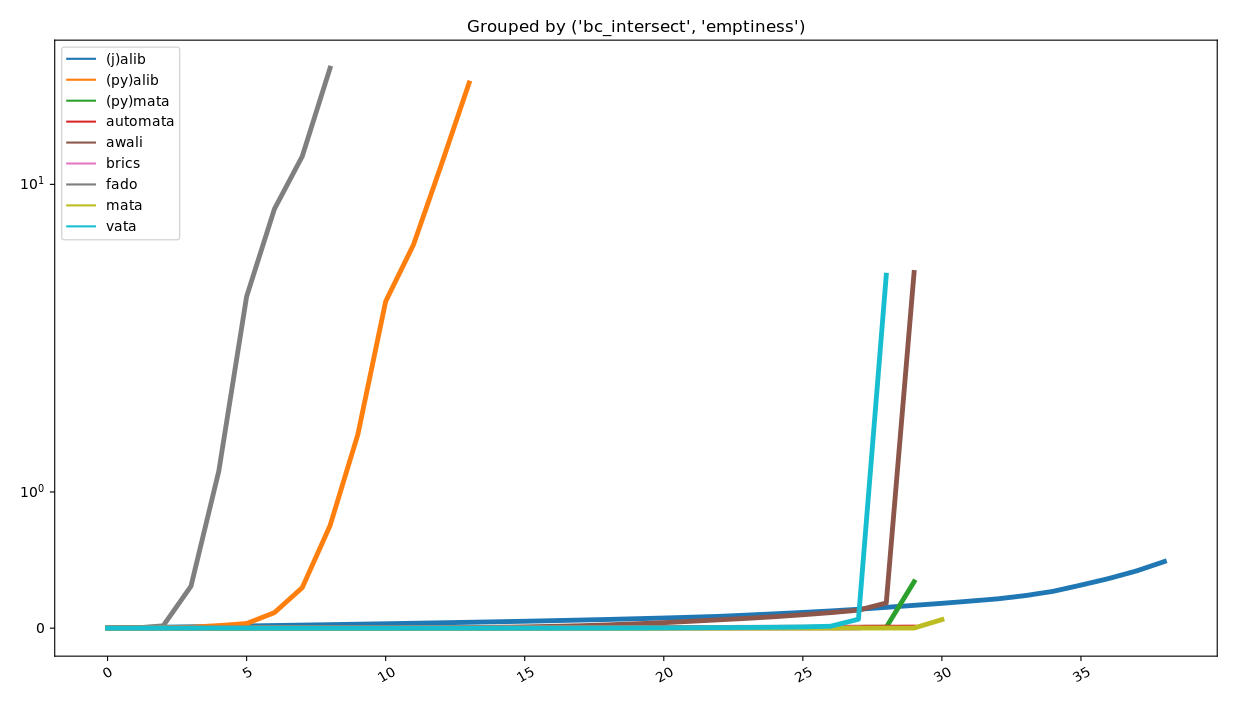 Grouped by ('bc_intersect', 'emptiness')
(j)alib
(py)alib
(py)mata
automata
awali
brics
fado
mata
vata
10¹
10⁰
0
0
5
10
15
20
25
30
35